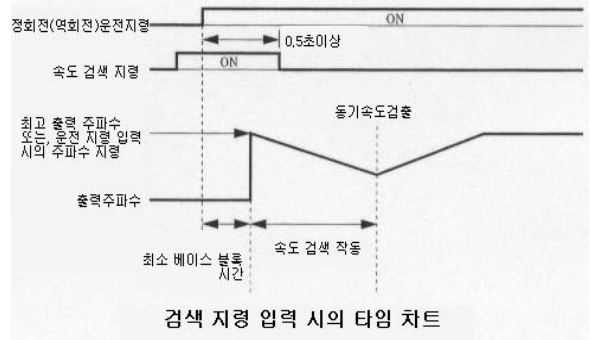 정회전(역회전)운전지령
ON
0.5초이상
속도 검색 지령
ON
동기속도검출
최고 출력 주파수
또는, 운전 지령 입력
시의 주파수 지령
출력주파수
속도 검색 작동
최소 베이스 블록
시간
검색 지령 입력 시의 타임 차트